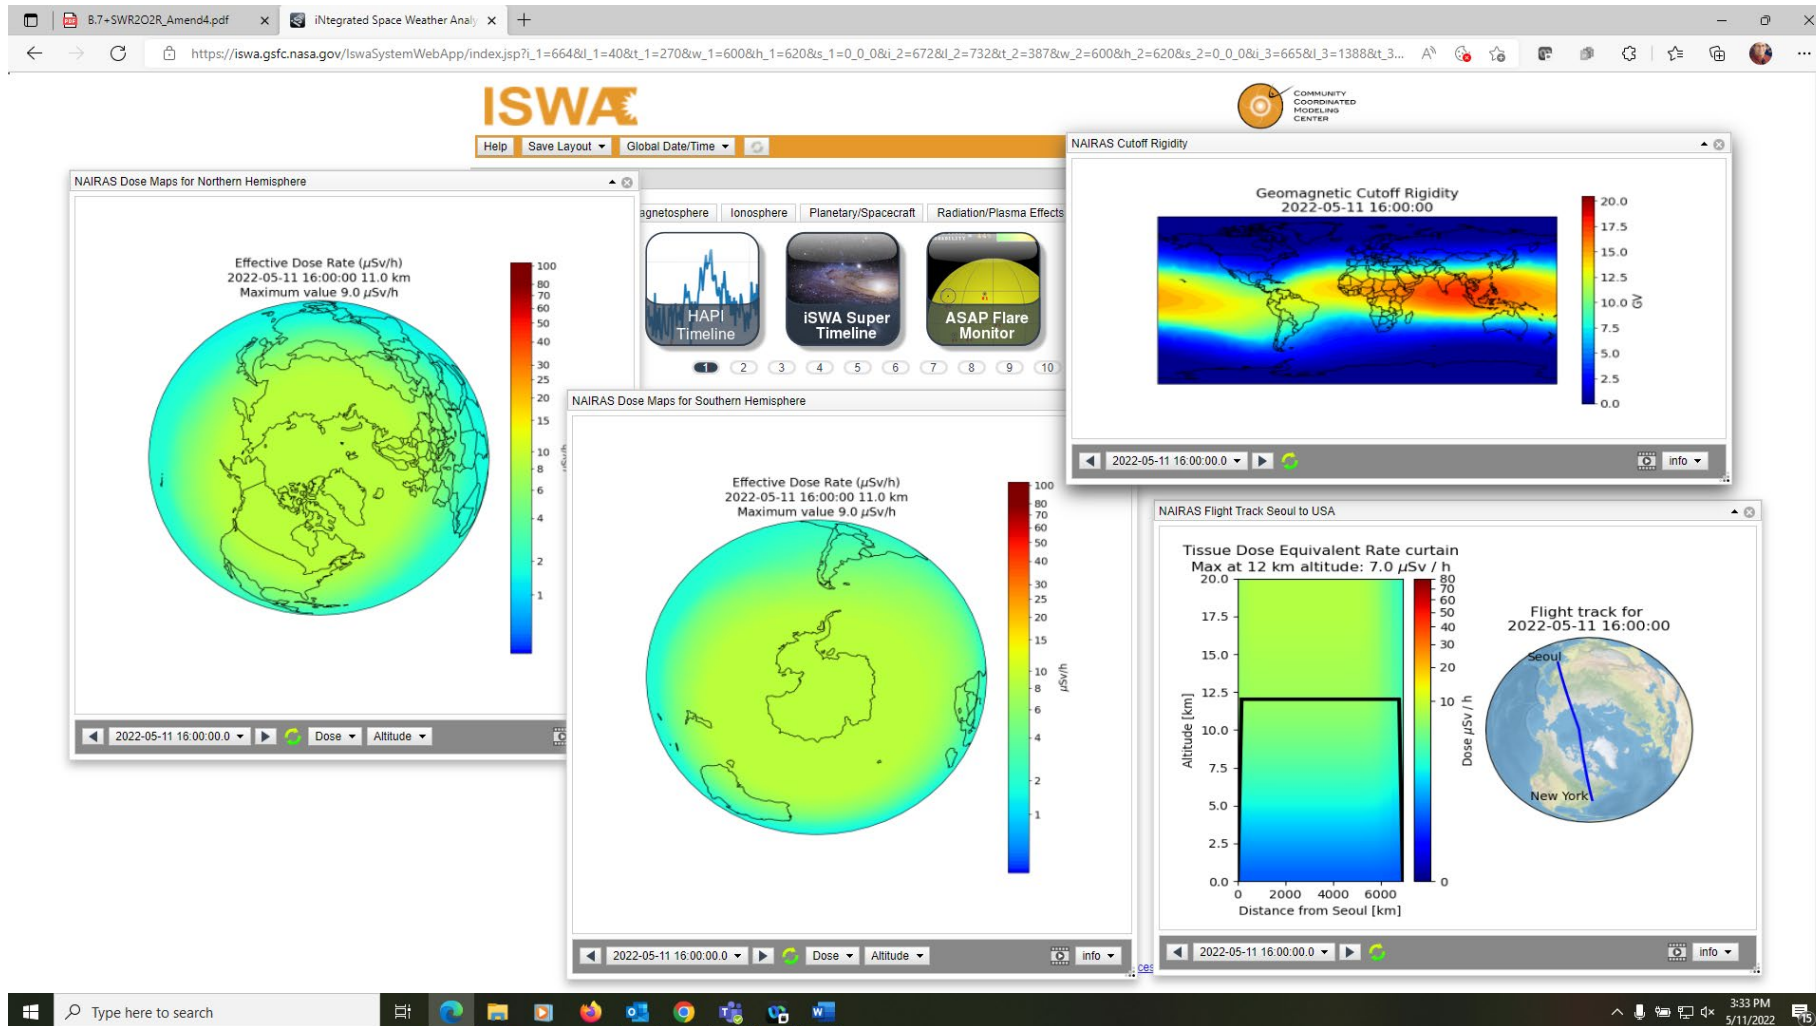 B.7+SWR2O2R_Amend4.pdf
iNtegrated Space Weather Analy
https://iswa.gsfc.nasa.gov/IswaSystemWebApp/index.jsp?i_1=664&l_1=40&t_1=270&w_1=600&h_1=620&s_1=0_0_0&i_2=672&l_2=732&t_2=387&w_2=600&h_2=620&s_2=0_0_0&i_3=665&l_3=1388&t_3...
ISWA
COMMUNITY
COORDINATED
MODELING
CENTER
Help
Save Layout
Global Date/Time
agnetosphere
Ionosphere
Planetary/Spacecraft
Radiation/Plasma Effects
HAPI
Timeline
iSWA Super
Timeline
ASAP Flare
Monitor
1 2 3 4 5 6 7 8 9 10
NAIRAS Dose Maps for Northern Hemisphere
Effective Dose Rate (μSv/h)
2022-05-11 16:00:00 11.0 km
Maximum value 9.0 μSv/h
100
80
70
60
50
40
30
25
20
15
10
8
6
4
2
1
2022-05-11 16:00:00.0
Dose
Altitude
NAIRAS Dose Maps for Southern Hemisphere
Effective Dose Rate (μSv/h)
2022-05-11 16:00:00 11.0 km
Maximum value 9.0 μSv/h
100
80
70
60
50
40
30
25
20
15
10
8
6
4
2
1
μSv/h
2022-05-11 16:00:00.0
Dose
Altitude
info
ces
NAIRAS Cutoff Rigidity
Geomagnetic Cutoff Rigidity
2022-05-11 16:00:00
20.0
17.5
15.0
12.5
10.0
7.5
5.0
2.5
0.0
GV
2022-05-11 16:00:00.0
info
NAIRAS Flight Track Seoul to USA
Tissue Dose Equivalent Rate curtain
Max at 12 km altitude: 7.0 μSv / h
20.0
17.5
15.0
12.5
10.0
7.5
5.0
2.5
0.0
Altitude [km]
0 2000 4000 6000
Distance from Seoul [km]
80
70
60
50
40
30
20
10
0
Dose μSv / h
Flight track for
2022-05-11 16:00:00
Seoul
New York
2022-05-11 16:00:00.0
info
Type here to search
3:33 PM
5/11/2022
15